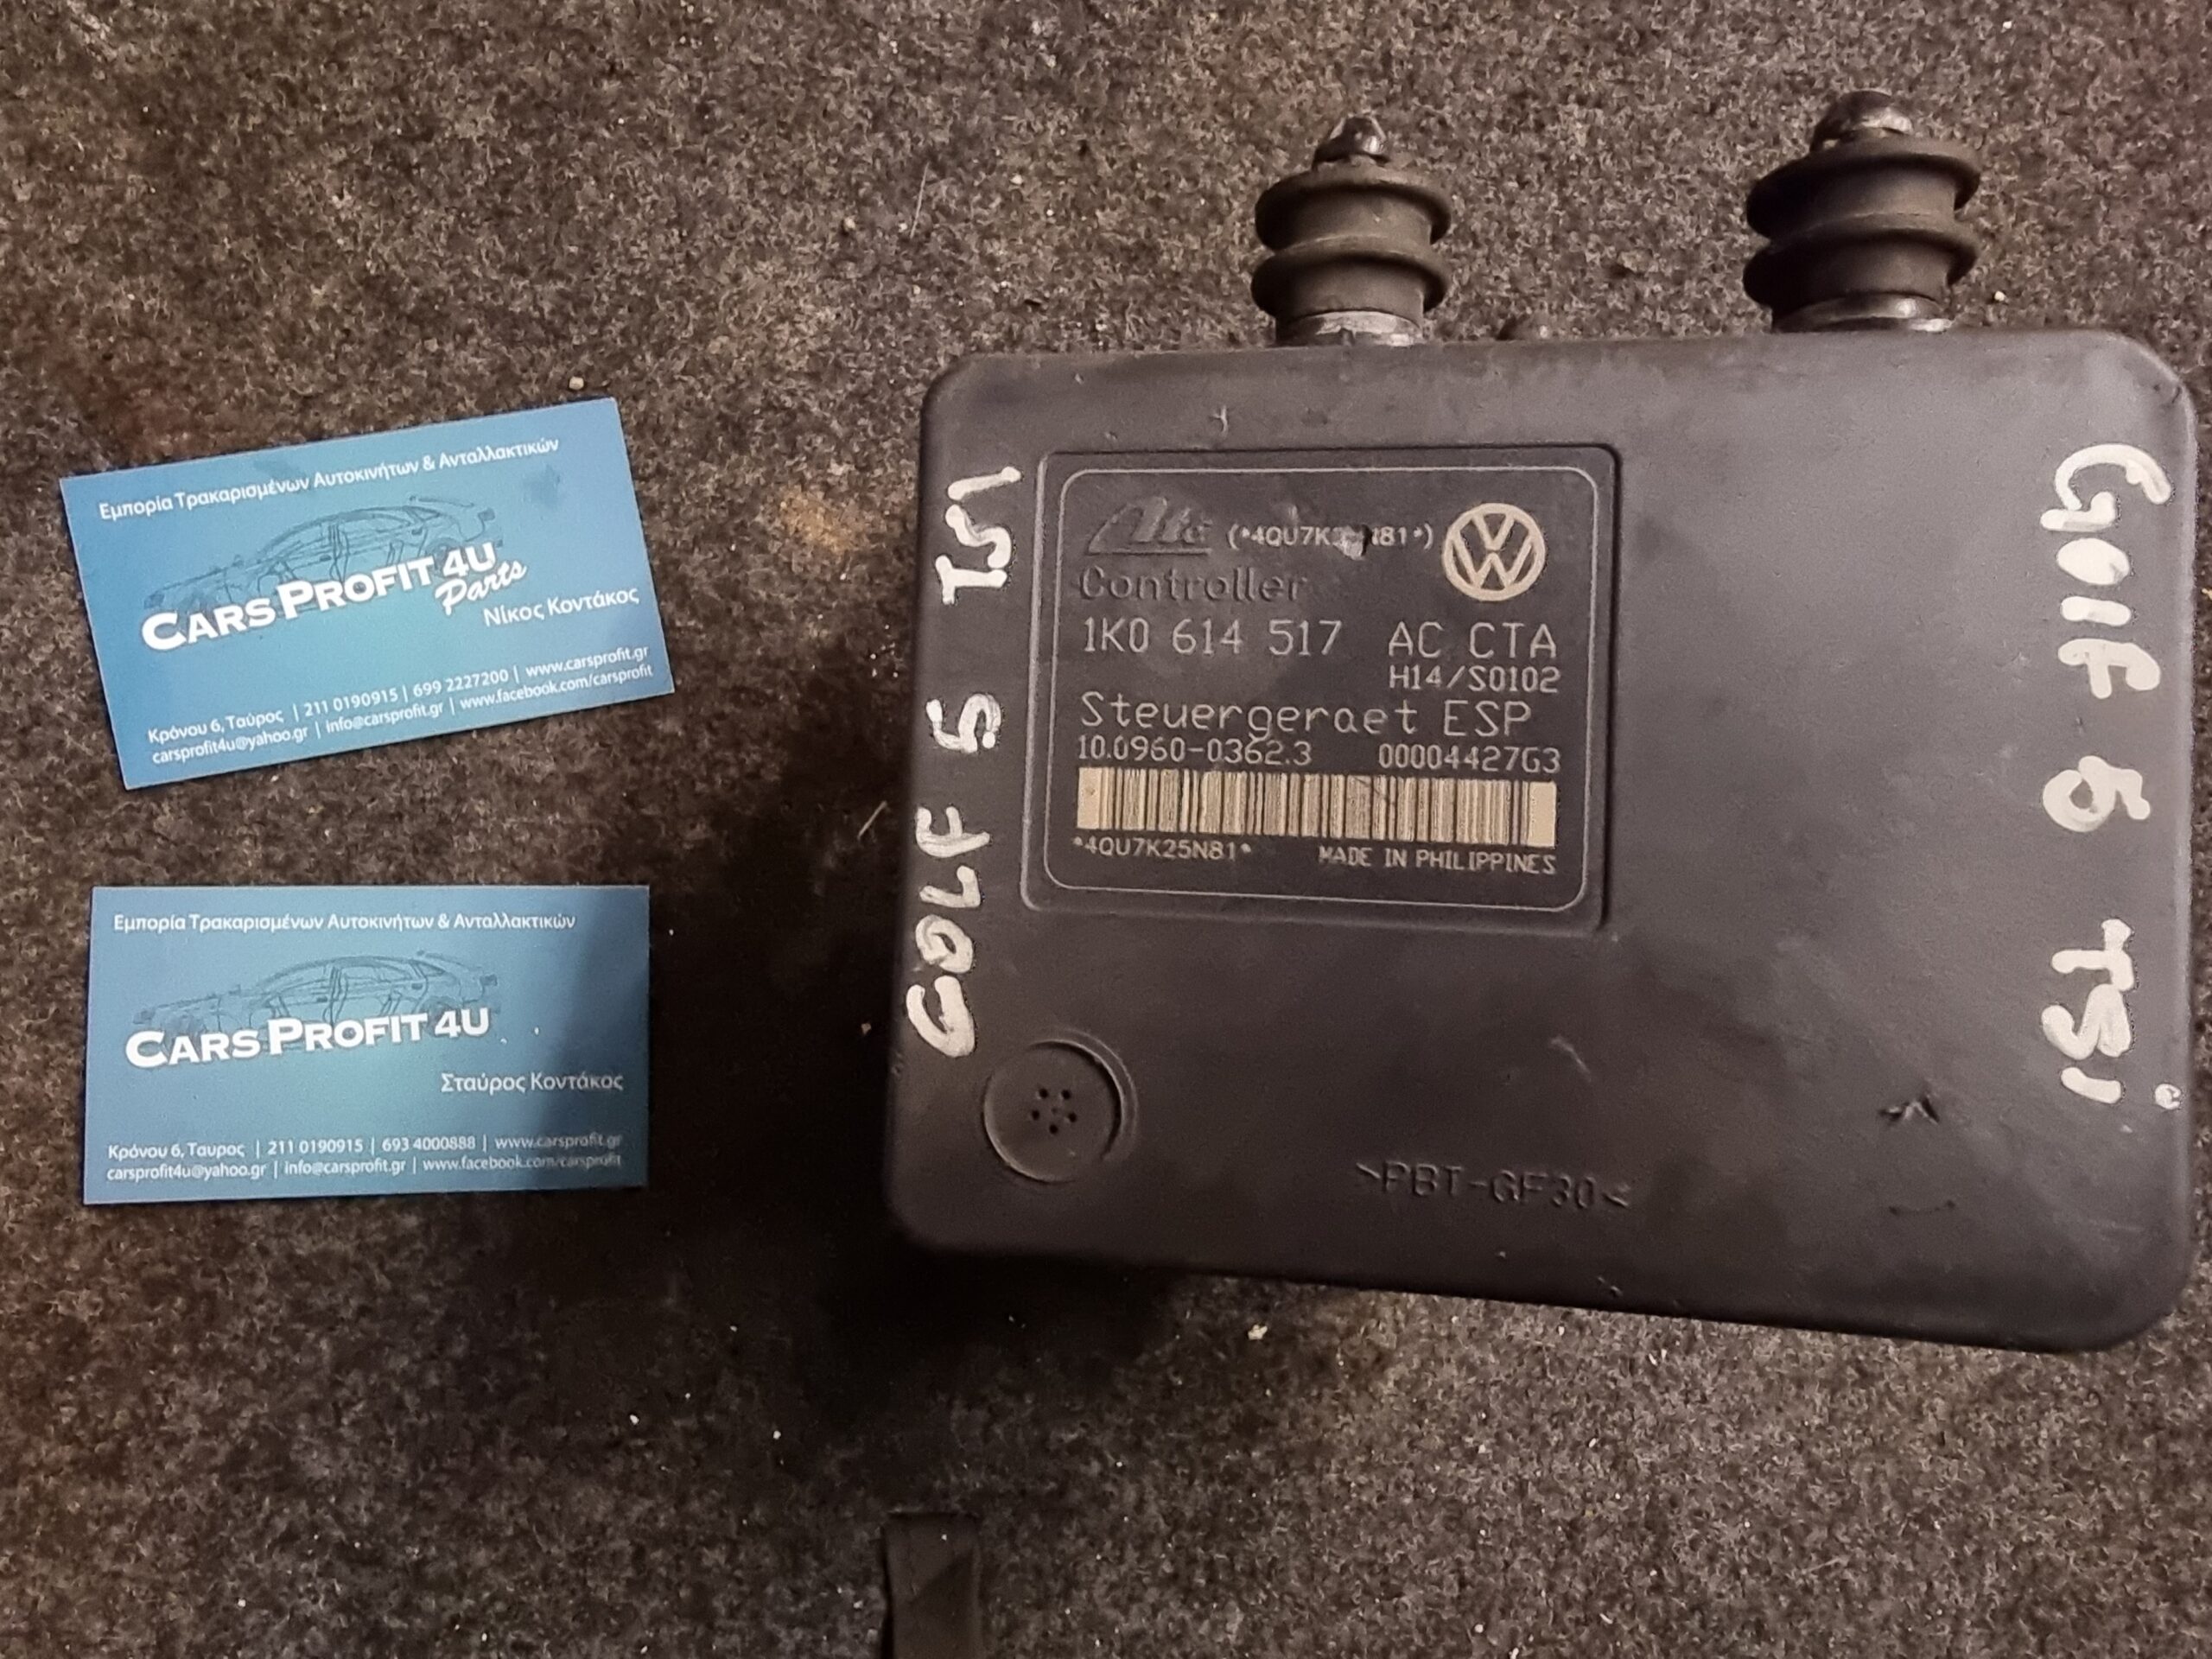 Εμπορία Τρακαρισμένων Αυτοκινήτων & Ανταλλακτικών
CARS PROFIT 4U
Parts
Νίκος Κοντάκος
Κρόνου 6, Ταύρος | 211 0190915 | 699 2227200 | www.carsprofit.gr
carsprofit4u@yahoo.gr | info@carsprofit.gr | www.facebook.com/carsprofit
Εμπορία Τρακαρισμένων Αυτοκινήτων & Ανταλλακτικών
CARS PROFIT 4U
Σταύρος Κοντάκος
Κρόνου 6, Ταυρος | 211 0190915 | 693 4000888 | www.carsprofit.gr
carsprofit4u@yahoo.gr | info@carsprofit.gr | www.facebook.com/carsprofit
GOLF 5 TSI
Ate (*4QU7K25N81*)
Controller
1K0 614 517 AC CTA
H14/S0102
Steuergeraet ESP
10.0960-0362.3 00004427G3
*4QU7K25N81* MADE IN PHILIPPINES
>PBT-GF30<
GOLF 5 TSi